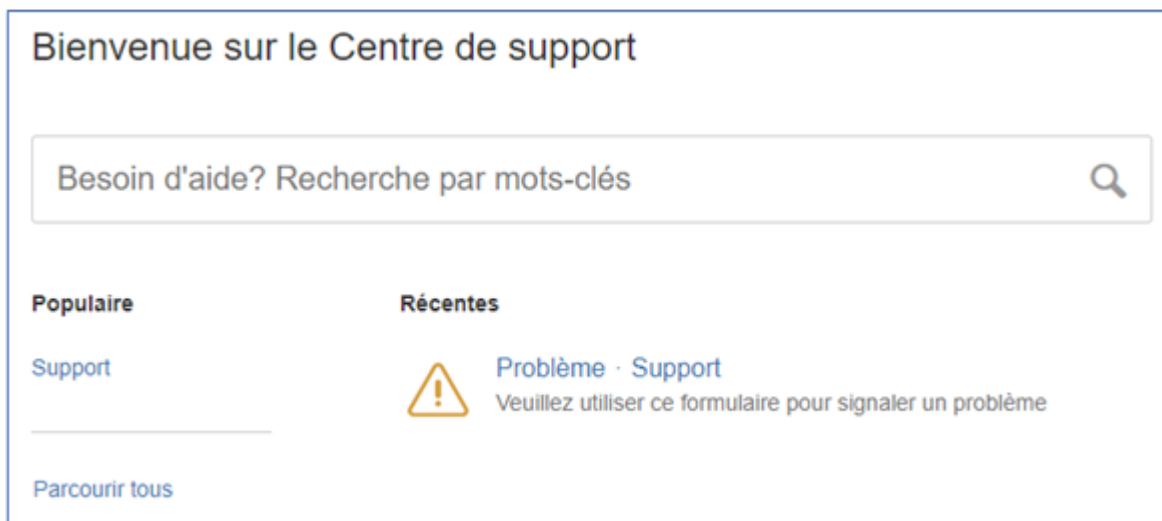 Bienvenue sur le Centre de support
Besoin d'aide? Recherche par mots-clés
Populaire
Support
Parcourir tous
Récentes
Problème · Support
Veuillez utiliser ce formulaire pour signaler un problème